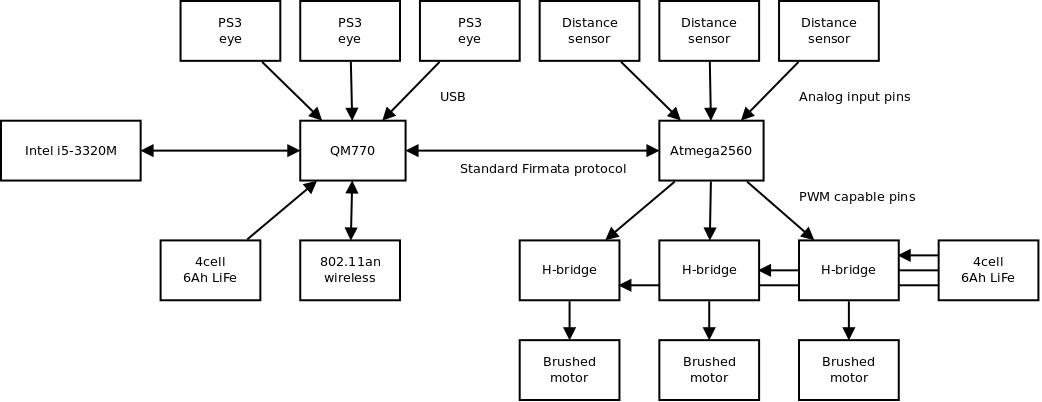 PS3
eye
PS3
eye
PS3
eye
Distance
sensor
Distance
sensor
Distance
sensor
USB
Analog input pins
Intel i5-3320M
QM770
Atmega2560
Standard Firmata protocol
PWM capable pins
4cell
6Ah LiFe
802.11an
wireless
H-bridge
H-bridge
H-bridge
4cell
6Ah LiFe
Brushed
motor
Brushed
motor
Brushed
motor